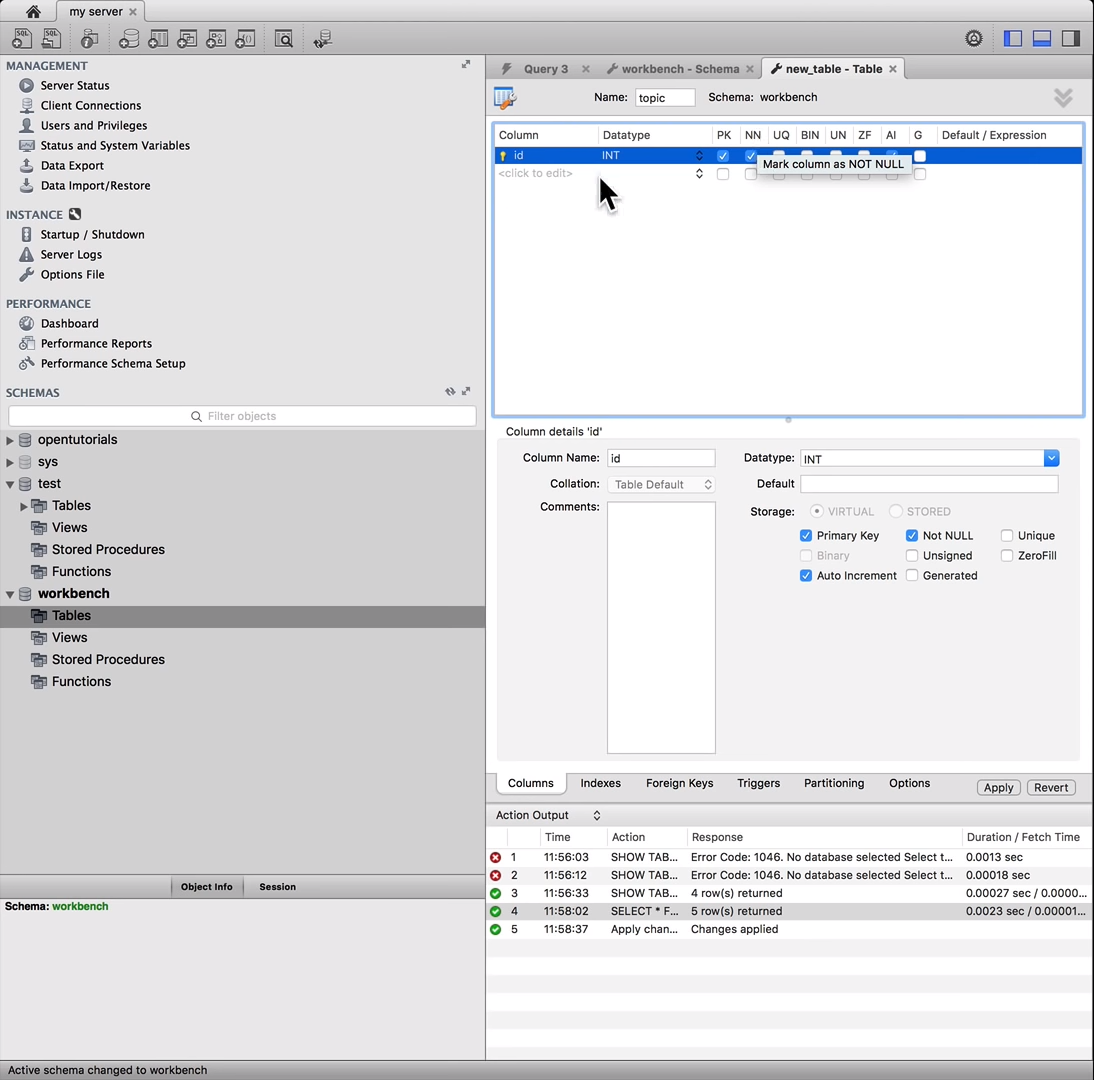 my server
MANAGEMENT
Server Status
Client Connections
Users and Privileges
Status and System Variables
Data Export
Data Import/Restore
INSTANCE
Startup / Shutdown
Server Logs
Options File
PERFORMANCE
Dashboard
Performance Reports
Performance Schema Setup
SCHEMAS
Filter objects
opentutorials
sys
test
Tables
Views
Stored Procedures
Functions
workbench
Tables
Views
Stored Procedures
Functions
Object Info Session
Schema: workbench
Query 3 workbench - Schema new_table - Table
Name: topic Schema: workbench
Column Datatype PK NN UQ BIN UN ZF AI G Default / Expression
id INT
Mark column as NOT NULL
<click to edit>
Column details 'id'
Column Name: id Datatype: INT
Collation: Table Default Default
Comments: Storage: VIRTUAL STORED
Primary Key Not NULL Unique
Binary Unsigned ZeroFill
Auto Increment Generated
Columns Indexes Foreign Keys Triggers Partitioning Options Apply Revert
Action Output
Time Action Response Duration / Fetch Time
1 11:56:03 SHOW TAB... Error Code: 1046. No database selected Select t... 0.0013 sec
2 11:56:12 SHOW TAB... Error Code: 1046. No database selected Select t... 0.00018 sec
3 11:56:33 SHOW TAB... 4 row(s) returned 0.00027 sec / 0.0000...
4 11:58:02 SELECT * F... 5 row(s) returned 0.0023 sec / 0.00001...
5 11:58:37 Apply chan... Changes applied
Active schema changed to workbench